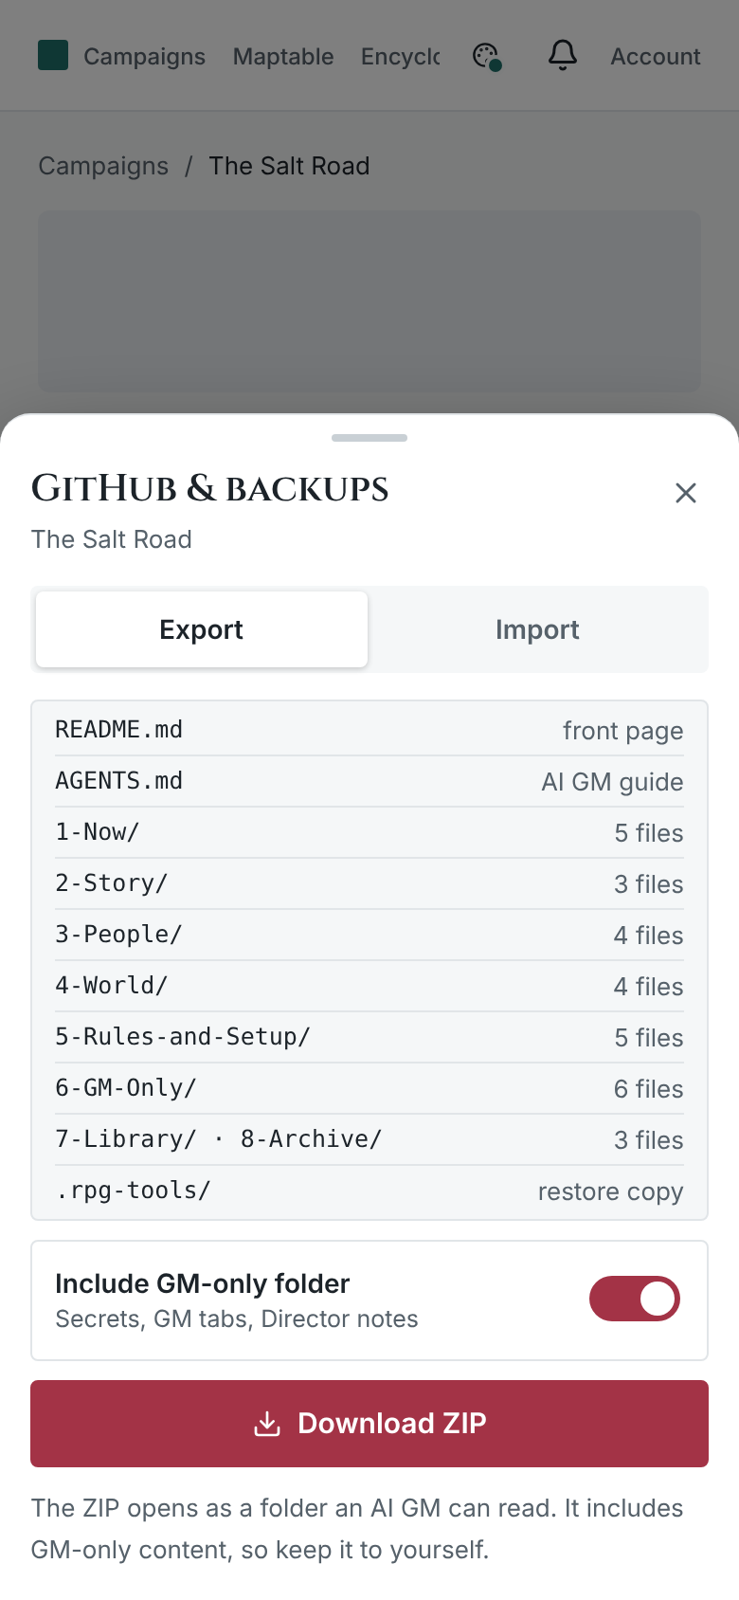 Campaigns Maptable Encyclo Account
Campaigns / The Salt Road
GitHub & backups
The Salt Road
Export Import
README.md front page
AGENTS.md AI GM guide
1-Now/ 5 files
2-Story/ 3 files
3-People/ 4 files
4-World/ 4 files
5-Rules-and-Setup/ 5 files
6-GM-Only/ 6 files
7-Library/ · 8-Archive/ 3 files
.rpg-tools/ restore copy
Include GM-only folder
Secrets, GM tabs, Director notes
Download ZIP
The ZIP opens as a folder an AI GM can read. It includes
GM-only content, so keep it to yourself.